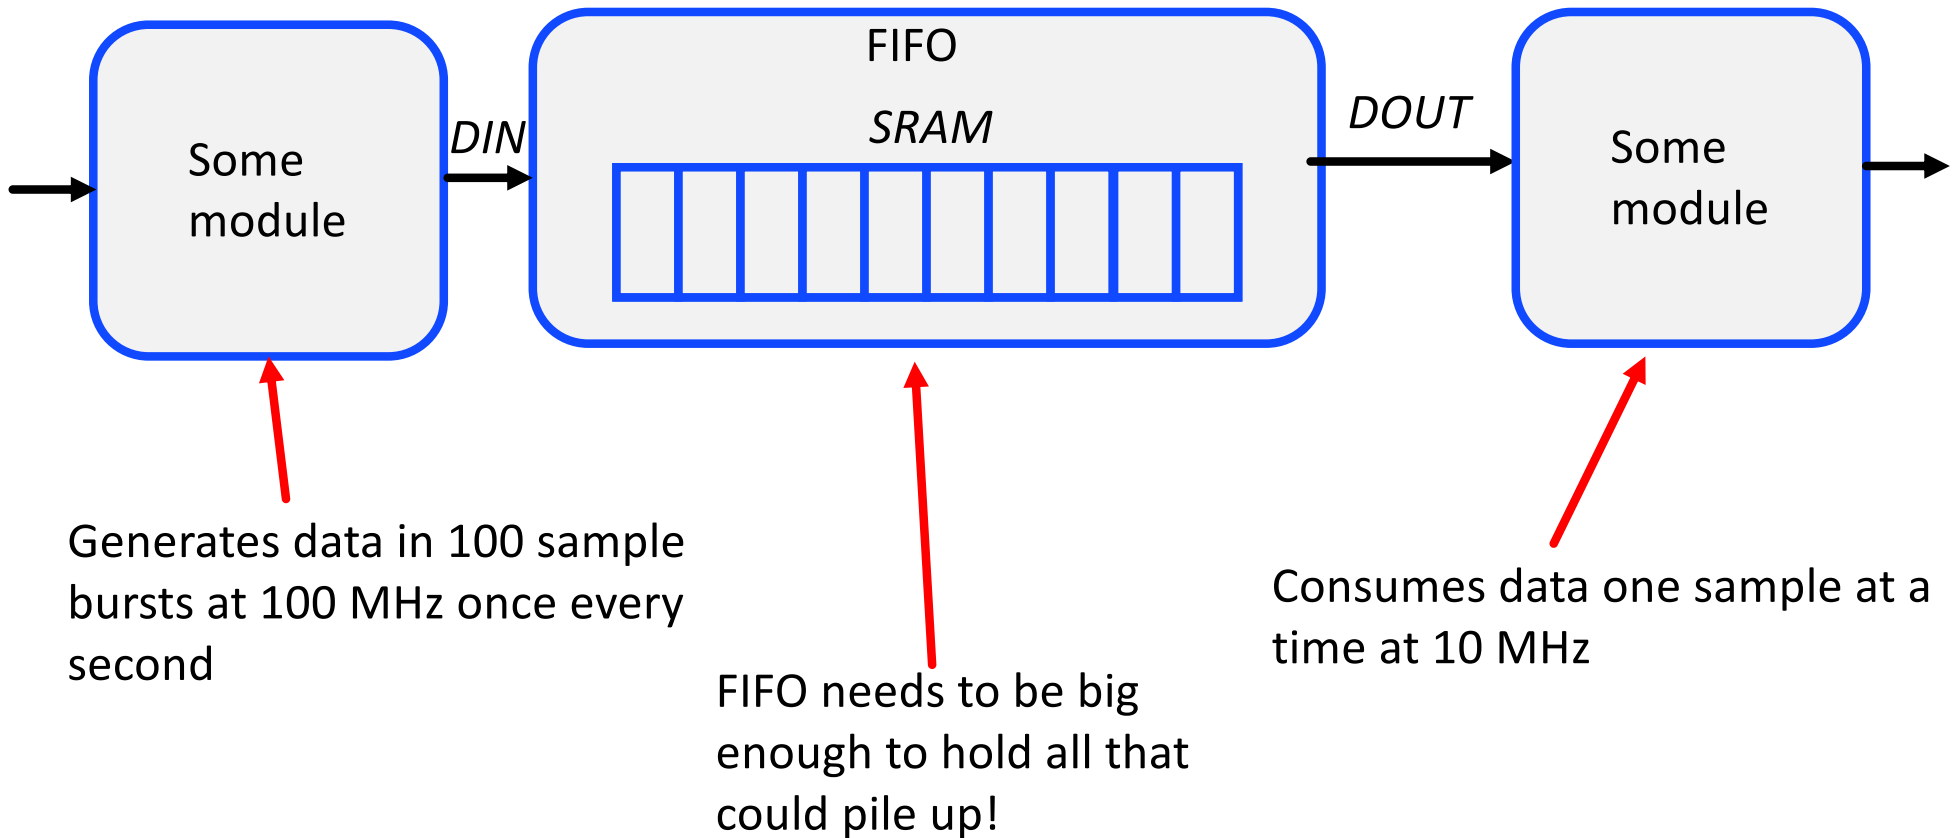 Some
module
DIN
FIFO
SRAM
DOUT
Some
module
Generates data in 100 sample
bursts at 100 MHz once every
second
FIFO needs to be big
enough to hold all that
could pile up!
Consumes data one sample at a
time at 10 MHz